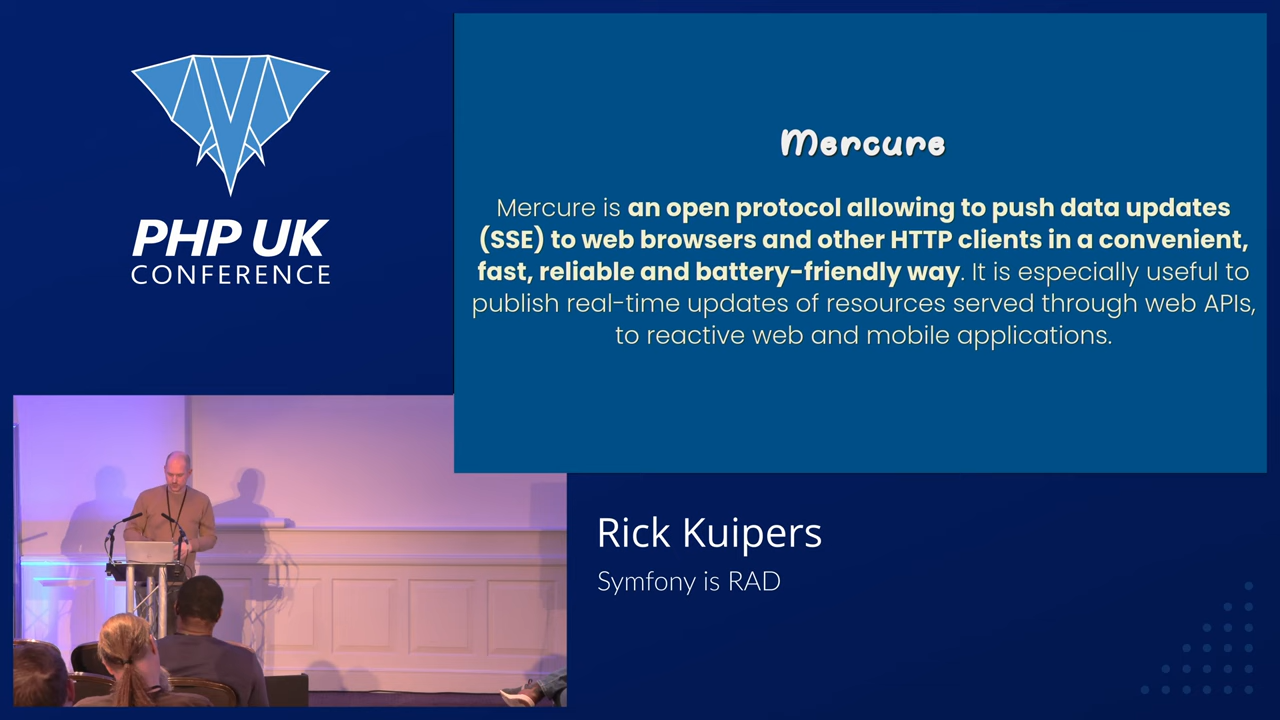 PHP UK
CONFERENCE
Mercure
Mercure is an open protocol allowing to push data updates
(SSE) to web browsers and other HTTP clients in a convenient,
fast, reliable and battery-friendly way. It is especially useful to
publish real-time updates of resources served through web APIs,
to reactive web and mobile applications.
Rick Kuipers
Symfony is RAD